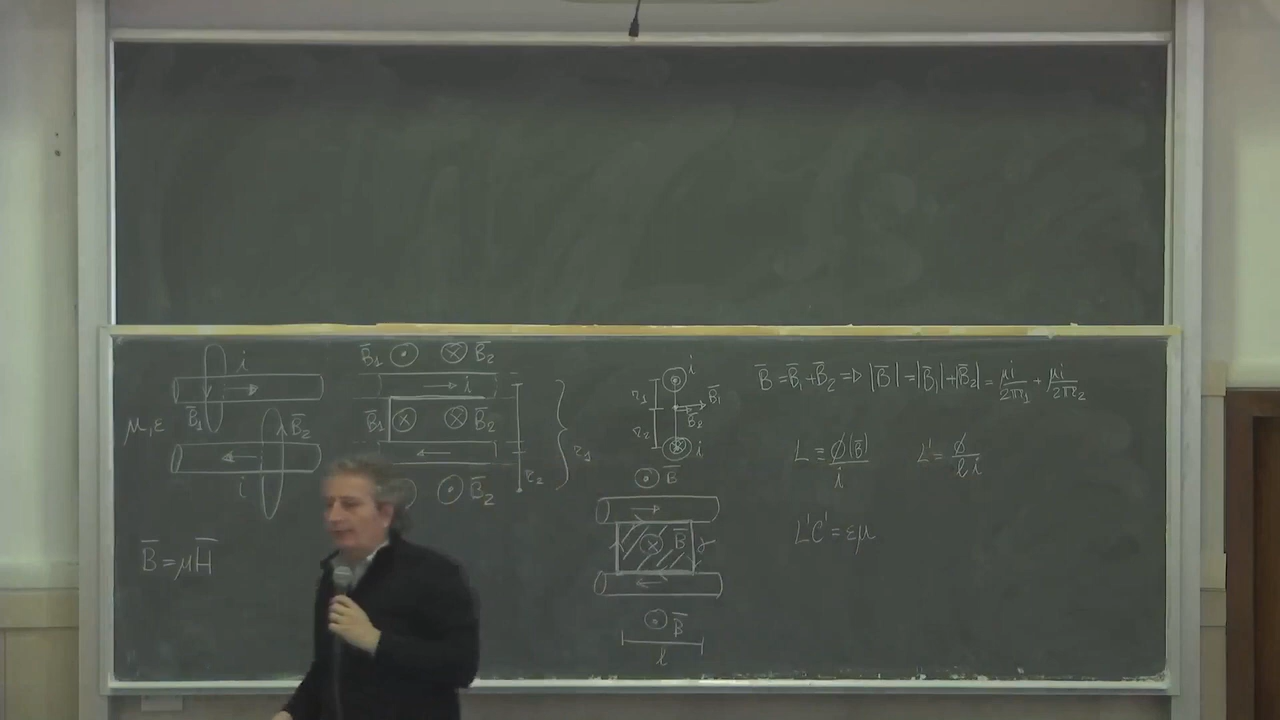 i
B̄₁
B̄₂
μ, ε
i
B̄ = μH̄
B̄₁ ⊙ ⊗ B̄₂
→ i
B̄₁ ⊗ ⊗ B̄₂
←
⊙ B̄₂
r₂
r₁
⊙ i
r₁
B̄₁
B̄₂
r₂
⊗ i
⊙ B̄
→
⊗ B̄ γ
←
⊙ B̄
l
B̄ = B̄₁ + B̄₂ ⇒ |B̄| = |B̄₁| + |B̄₂| = μi/2πr₁ + μi/2πr₂
L ≡ ϕ(B̄)/i L' = ϕ/l i
L'C' = εμ